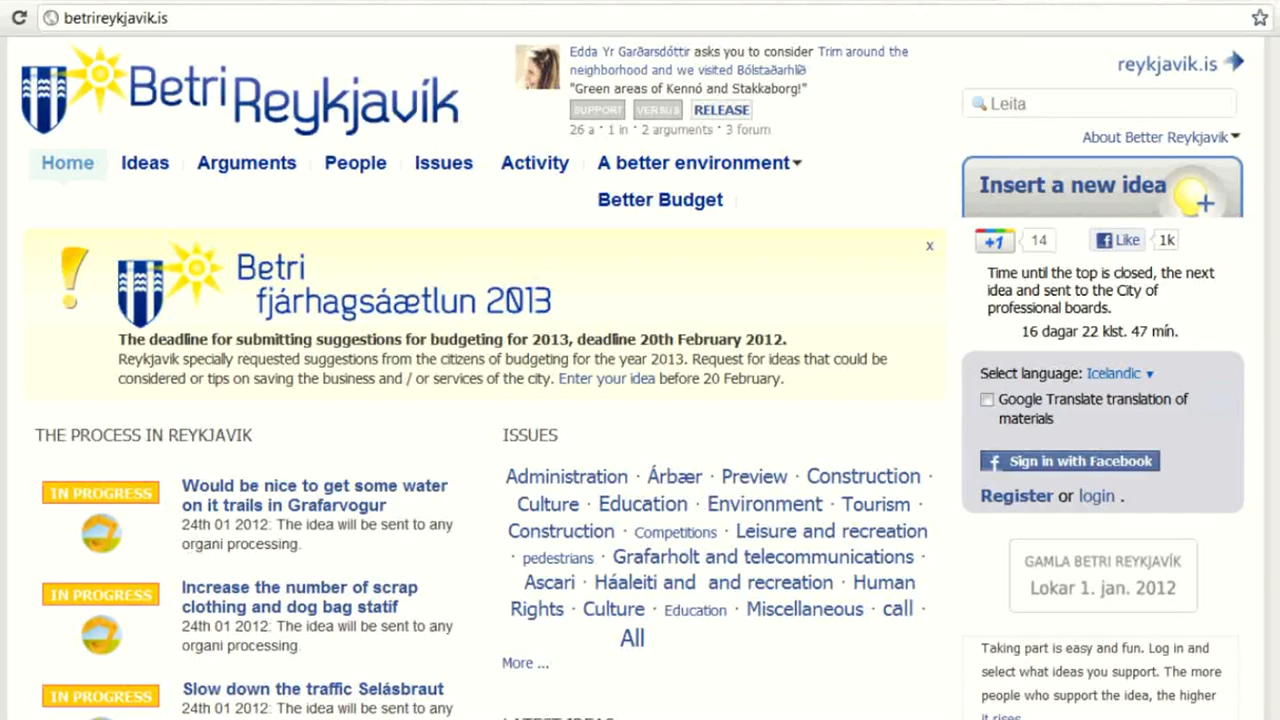 betrireykjavik.is
Betri Reykjavík
Edda Yr Garðarsdóttir asks you to consider Trim around the
neighborhood and we visited Bólstaðarhlíð
"Green areas of Kennó and Stakkaborg!"
SUPPORT VERSUS RELEASE
26 a · 1 in · 2 arguments · 3 forum
reykjavik.is
Leita
About Better Reykjavik
Home Ideas Arguments People Issues Activity A better environment
Better Budget
Insert a new idea
+1 14 Like 1k
Time until the top is closed, the next
idea and sent to the City of
professional boards.
16 dagar 22 klst. 47 mín.
x
Betri
fjárhagsáætlun 2013
The deadline for submitting suggestions for budgeting for 2013, deadline 20th February 2012.
Reykjavik specially requested suggestions from the citizens of budgeting for the year 2013. Request for ideas that could be
considered or tips on saving the business and / or services of the city. Enter your idea before 20 February.
Select language: Icelandic
Google Translate translation of
materials
Sign in with Facebook
Register or login .
GAMLA BETRI REYKJAVÍK
Lokar 1. jan. 2012
Taking part is easy and fun. Log in and
select what ideas you support. The more
people who support the idea, the higher
it rises
THE PROCESS IN REYKJAVIK
IN PROGRESS
Would be nice to get some water
on it trails in Grafarvogur
24th 01 2012: The idea will be sent to any
organi processing.
IN PROGRESS
Increase the number of scrap
clothing and dog bag statif
24th 01 2012: The idea will be sent to any
organi processing.
IN PROGRESS
Slow down the traffic Selásbraut
24th 01 2012: The idea will be sent to any
ISSUES
Administration · Árbær · Preview · Construction ·
Culture · Education · Environment · Tourism ·
Construction · Competitions · Leisure and recreation
· pedestrians · Grafarholt and telecommunications ·
Ascari · Háaleiti and and recreation · Human
Rights · Culture · Education · Miscellaneous · call ·
All
More ...
LATEST IDEAS